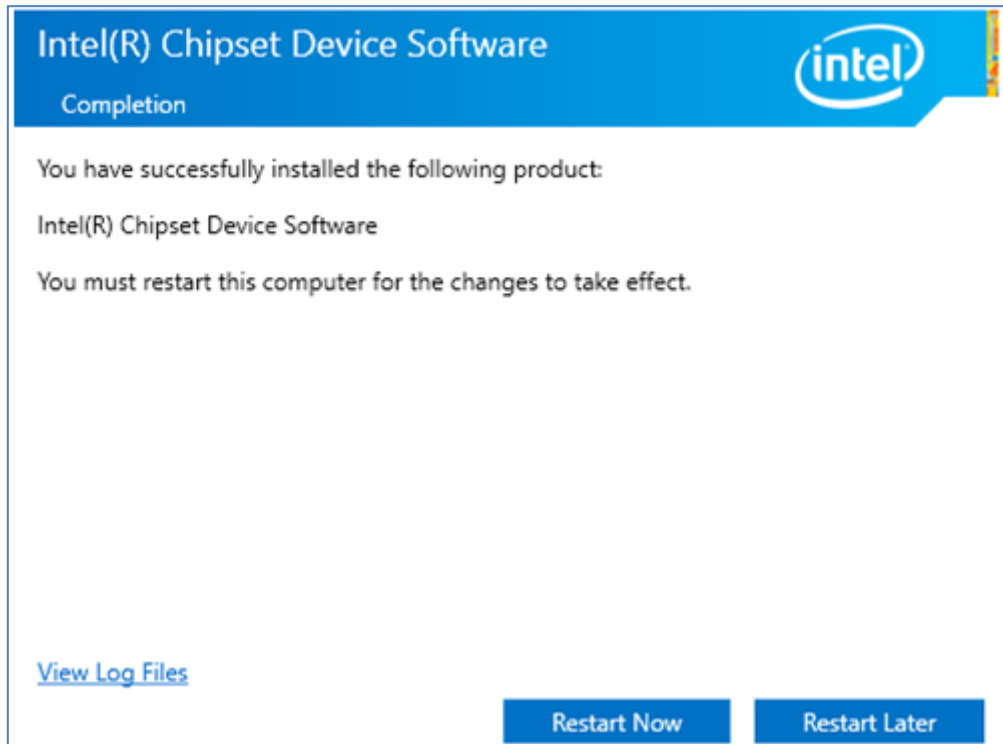 Intel(R) Chipset Device Software
intel
Completion
You have successfully installed the following product:
Intel(R) Chipset Device Software
You must restart this computer for the changes to take effect.
View Log Files
Restart Now
Restart Later